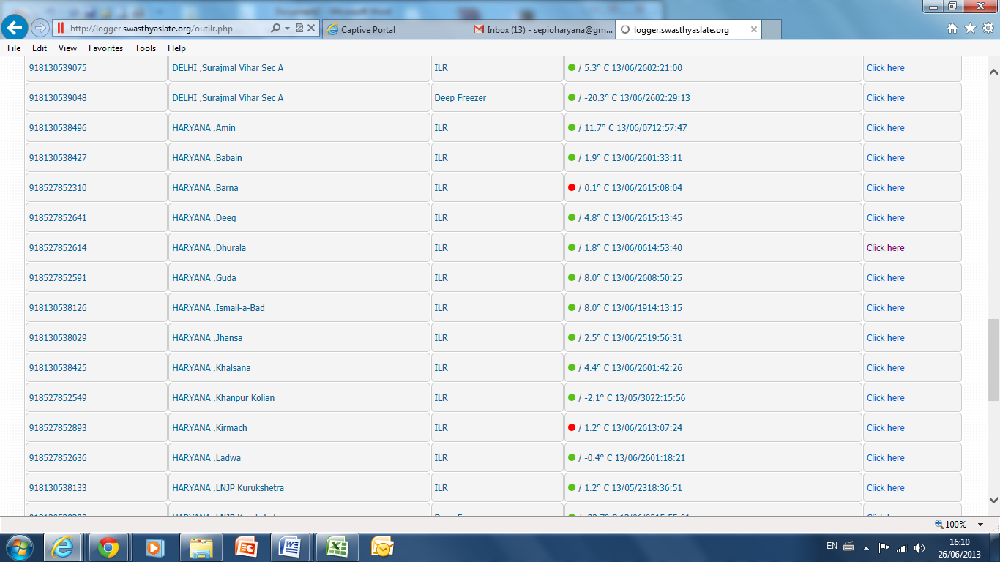 http://logger.swasthyaslate.org/outilr.php Captive Portal Inbox (13) - sepioharyana@gm... logger.swasthyaslate.org
File Edit View Favorites Tools Help
918130539075 DELHI ,Surajmal Vihar Sec A ILR / 5.3° C 13/06/2602:21:00 Click here
918130539048 DELHI ,Surajmal Vihar Sec A Deep Freezer / -20.3° C 13/06/2602:29:13 Click here
918130538496 HARYANA ,Amin ILR / 11.7° C 13/06/0712:57:47 Click here
918130538427 HARYANA ,Babain ILR / 1.9° C 13/06/2601:33:11 Click here
918527852310 HARYANA ,Barna ILR / 0.1° C 13/06/2615:08:04 Click here
918527852641 HARYANA ,Deeg ILR / 4.8° C 13/06/2615:13:45 Click here
918527852614 HARYANA ,Dhurala ILR / 1.8° C 13/06/0614:53:40 Click here
918527852591 HARYANA ,Guda ILR / 8.0° C 13/06/2608:50:25 Click here
918130538126 HARYANA ,Ismail-a-Bad ILR / 8.0° C 13/06/1914:13:15 Click here
918130538029 HARYANA ,Jhansa ILR / 2.5° C 13/06/2519:56:31 Click here
918130538425 HARYANA ,Khalsana ILR / 4.4° C 13/06/2601:42:26 Click here
918527852549 HARYANA ,Khanpur Kolian ILR / -2.1° C 13/05/3022:15:56 Click here
918527852893 HARYANA ,Kirmach ILR / 1.2° C 13/06/2613:07:24 Click here
918527852636 HARYANA ,Ladwa ILR / -0.4° C 13/06/2601:18:21 Click here
918130538133 HARYANA ,LNJP Kurukshetra ILR / 1.2° C 13/05/2318:36:51 Click here
100%
EN 16:10
26/06/2013